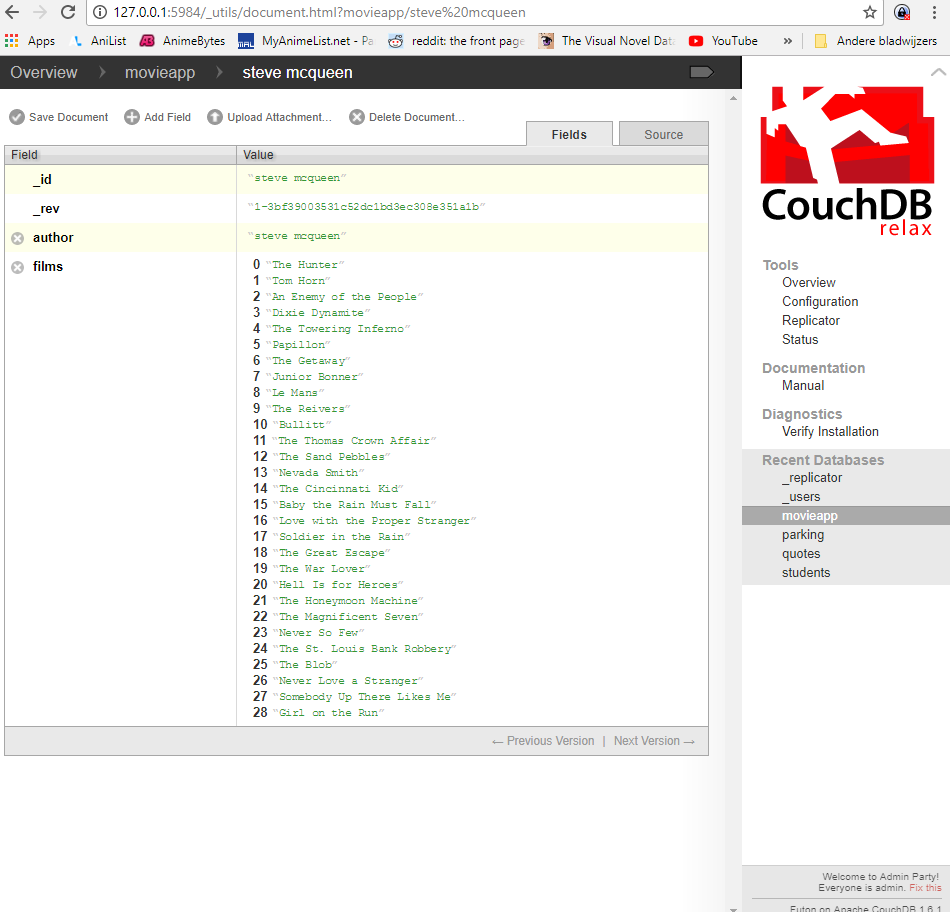 127.0.0.1:5984/_utils/document.html?movieapp/steve%20mcqueen
Apps AniList AnimeBytes MyAnimeList.net - Pa reddit: the front page The Visual Novel Dat YouTube » Andere bladwijzers
Overview movieapp steve mcqueen
Save Document Add Field Upload Attachment... Delete Document...
Fields Source
Field Value
_id "steve mcqueen"
_rev "1-3bf39003531c52dc1bd3ec308e351a1b"
author "steve mcqueen"
films
0 "The Hunter"
1 "Tom Horn"
2 "An Enemy of the People"
3 "Dixie Dynamite"
4 "The Towering Inferno"
5 "Papillon"
6 "The Getaway"
7 "Junior Bonner"
8 "Le Mans"
9 "The Reivers"
10 "Bullitt"
11 "The Thomas Crown Affair"
12 "The Sand Pebbles"
13 "Nevada Smith"
14 "The Cincinnati Kid"
15 "Baby the Rain Must Fall"
16 "Love with the Proper Stranger"
17 "Soldier in the Rain"
18 "The Great Escape"
19 "The War Lover"
20 "Hell Is for Heroes"
21 "The Honeymoon Machine"
22 "The Magnificent Seven"
23 "Never So Few"
24 "The St. Louis Bank Robbery"
25 "The Blob"
26 "Never Love a Stranger"
27 "Somebody Up There Likes Me"
28 "Girl on the Run"
← Previous Version | Next Version →
CouchDB
relax
Tools
Overview
Configuration
Replicator
Status
Documentation
Manual
Diagnostics
Verify Installation
Recent Databases
_replicator
_users
movieapp
parking
quotes
students
Welcome to Admin Party!
Everyone is admin. Fix this
Futon on Apache CouchDB 1.6.1